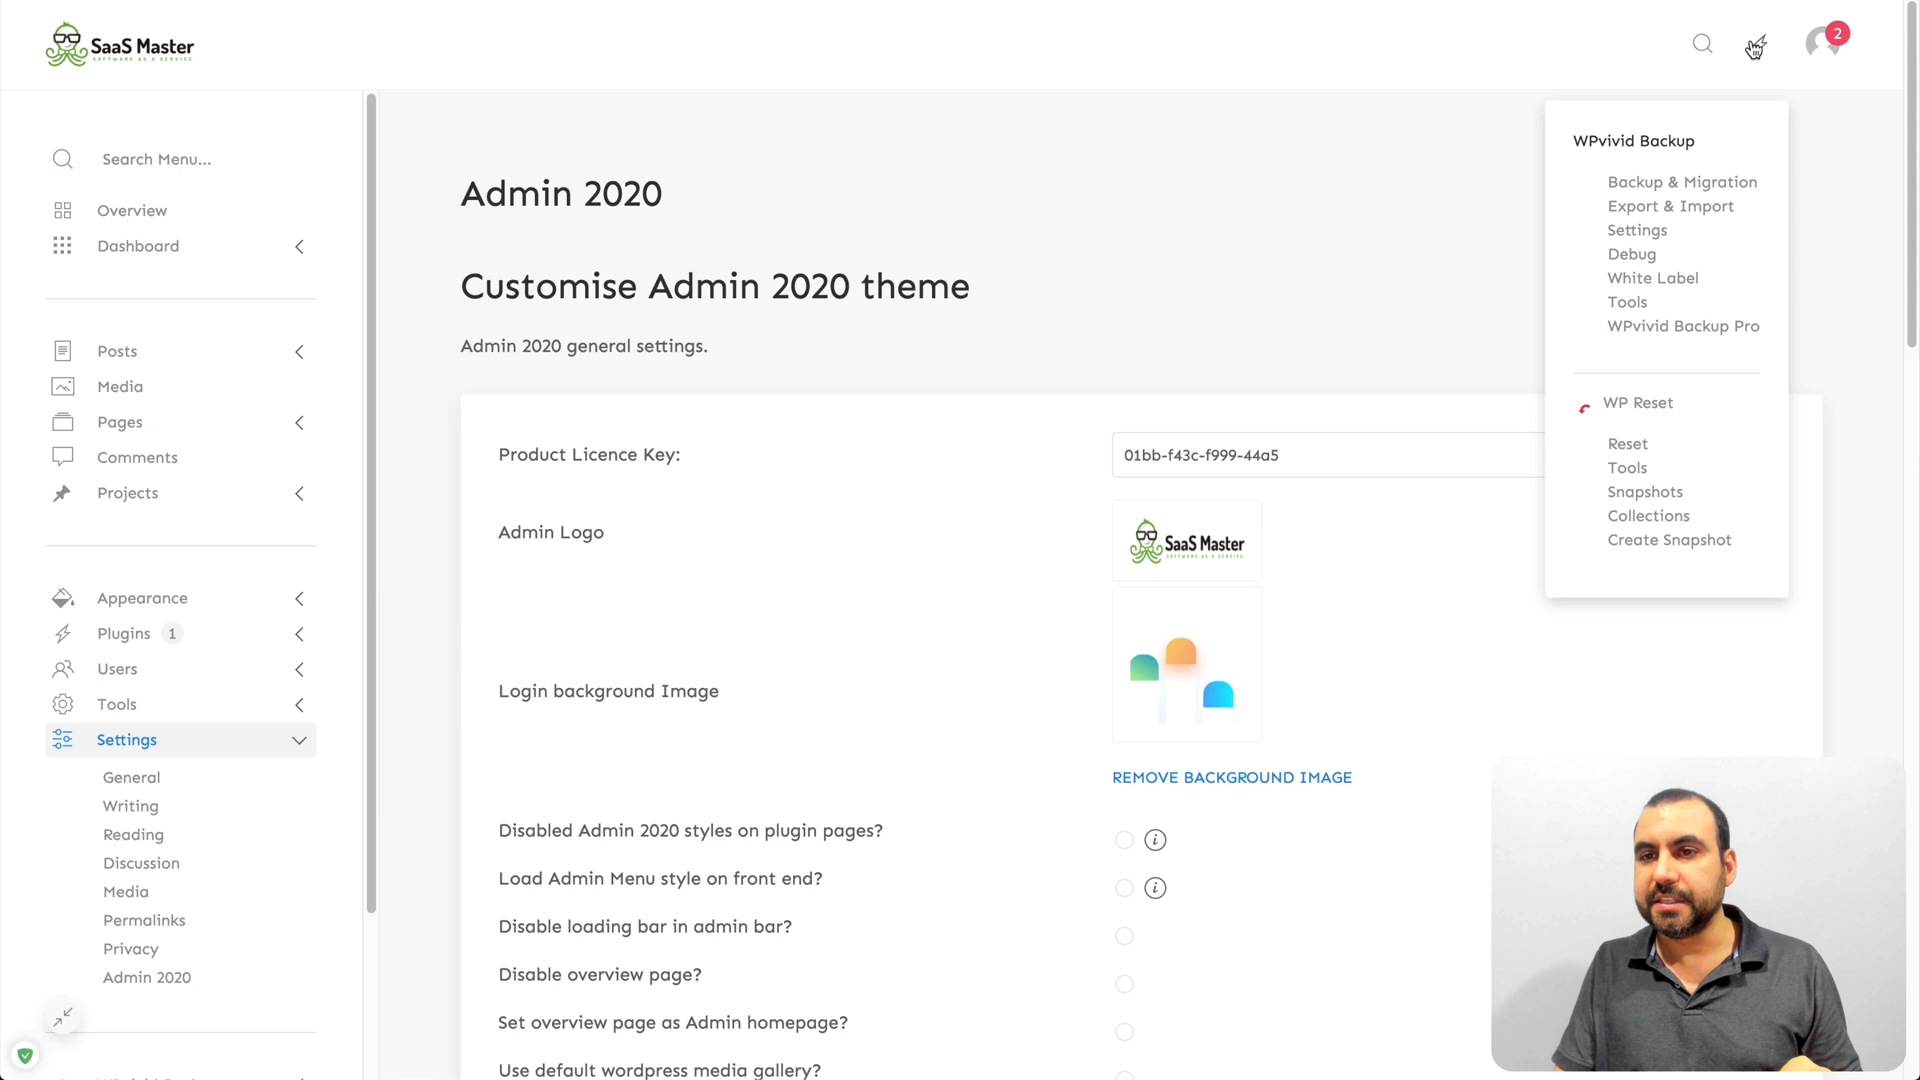 SaaS Master
SOFTWARE AS A SERVICE
2
Search Menu...
Overview
Dashboard
Posts
Media
Pages
Comments
Projects
Appearance
Plugins 1
Users
Tools
Settings
General
Writing
Reading
Discussion
Media
Permalinks
Privacy
Admin 2020
Admin 2020
Customise Admin 2020 theme
Admin 2020 general settings.
Product Licence Key:
01bb-f43c-f999-44a5
Admin Logo
SaaS Master
SOFTWARE AS A SERVICE
Login background Image
REMOVE BACKGROUND IMAGE
Disabled Admin 2020 styles on plugin pages?
Load Admin Menu style on front end?
Disable loading bar in admin bar?
Disable overview page?
Set overview page as Admin homepage?
Use default wordpress media gallery?
WPvivid Backup
Backup & Migration
Export & Import
Settings
Debug
White Label
Tools
WPvivid Backup Pro
WP Reset
Reset
Tools
Snapshots
Collections
Create Snapshot